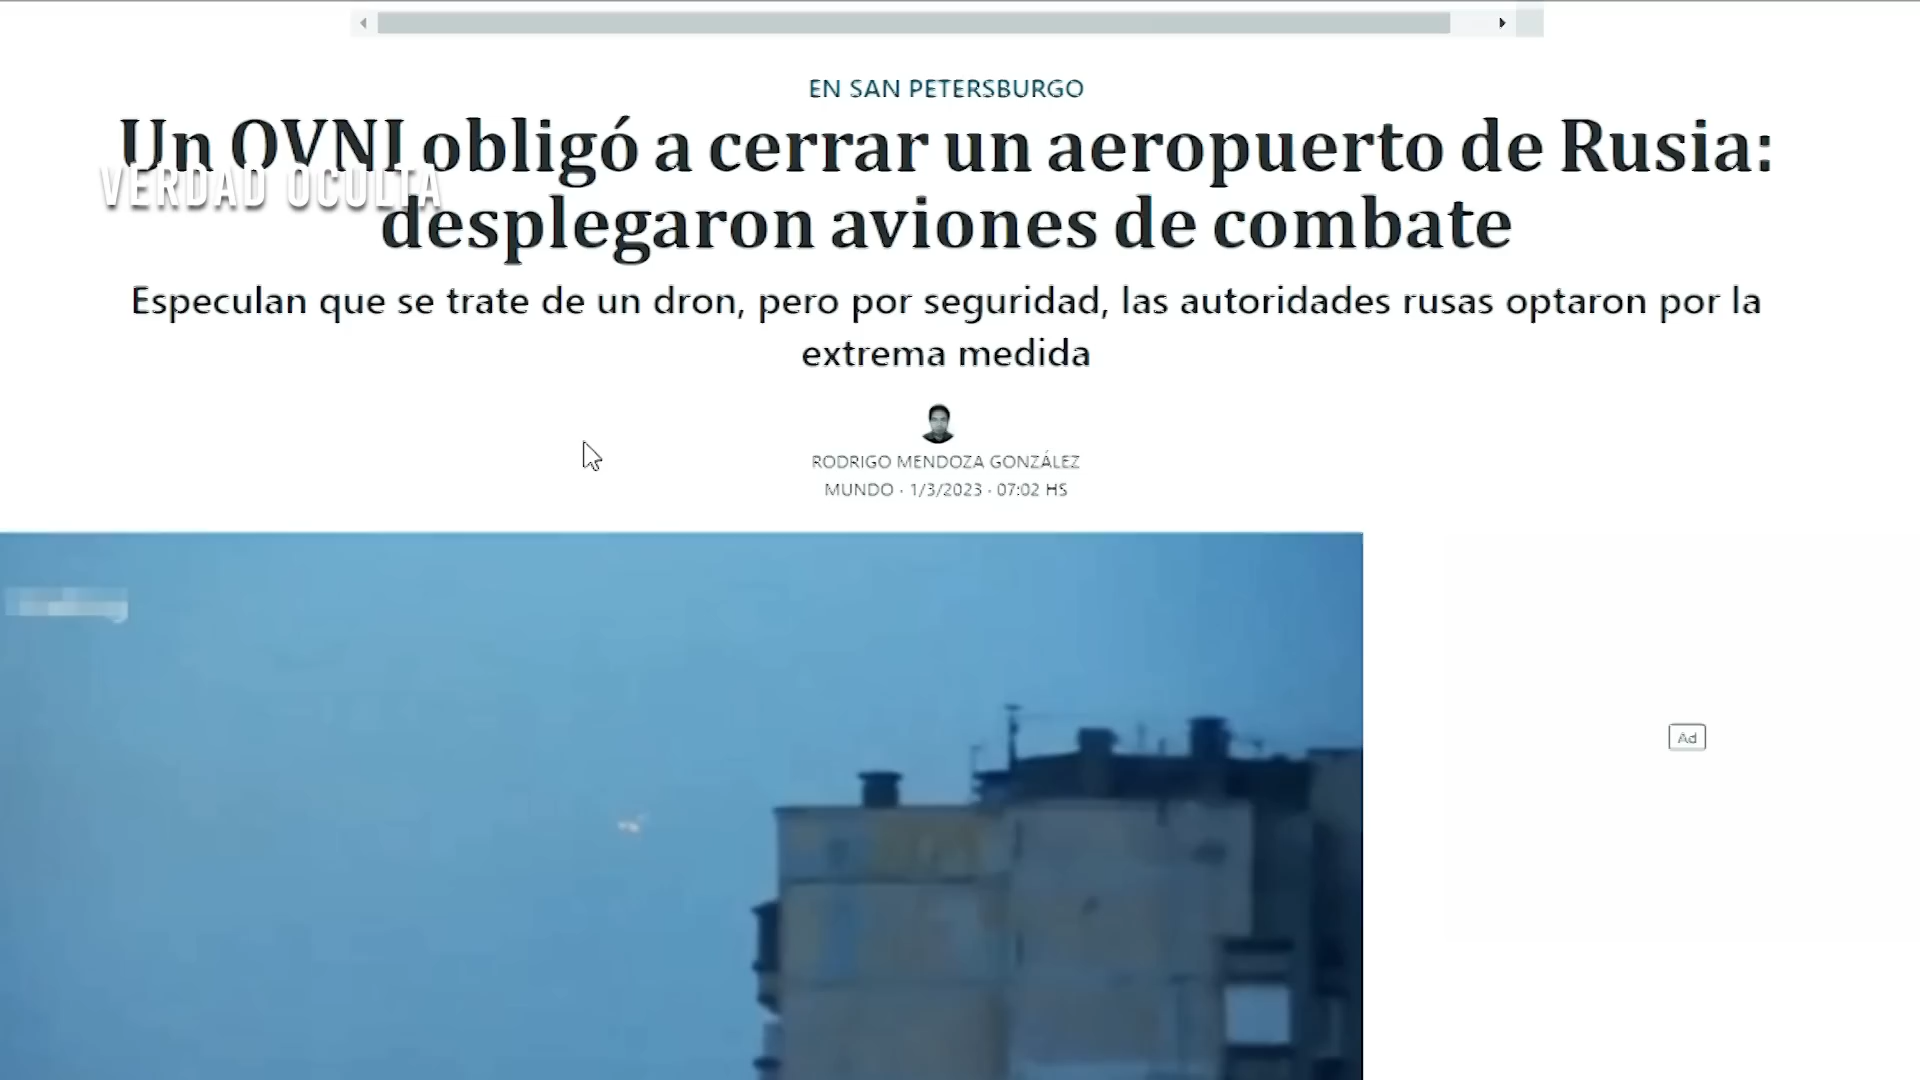 EN SAN PETERSBURGO
Un OVNI obligó a cerrar un aeropuerto de Rusia:
VERDAD OCULTA
desplegaron aviones de combate
Especulan que se trate de un dron, pero por seguridad, las autoridades rusas optaron por la
extrema medida
RODRIGO MENDOZA GONZÁLEZ
MUNDO · 1/3/2023 · 07:02 HS
Ad